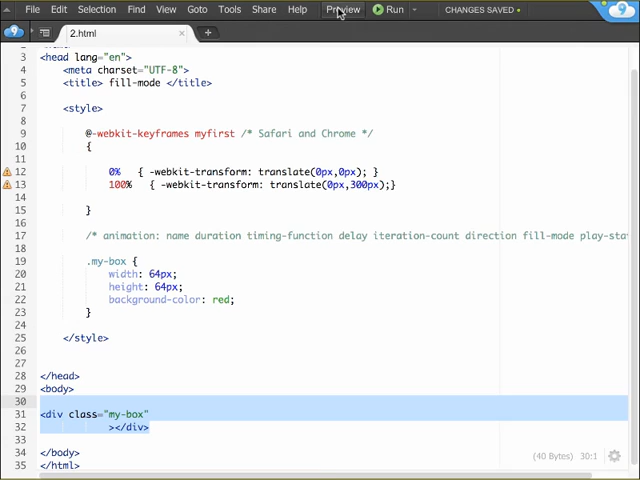 File Edit Selection Find View Goto Tools Share Help Preview Run CHANGES SAVED 9
9 2.html × +
3 <head lang="en">
4 <meta charset="UTF-8">
5 <title> fill-mode </title>
6
7 <style>
8
9 @-webkit-keyframes myfirst /* Safari and Chrome */
10 {
11
12 0% { -webkit-transform: translate(0px,0px); }
13 100% { -webkit-transform: translate(0px,300px);}
14
15 }
16
17 /* animation: name duration timing-function delay iteration-count direction fill-mode play-sta
18
19 .my-box {
20 width: 64px;
21 height: 64px;
22 background-color: red;
23 }
24
25 </style>
26
27
28 </head>
29 <body>
30
31 <div class="my-box"
32 ></div>
33
34 </body>
35 </html>
(40 Bytes) 30:1